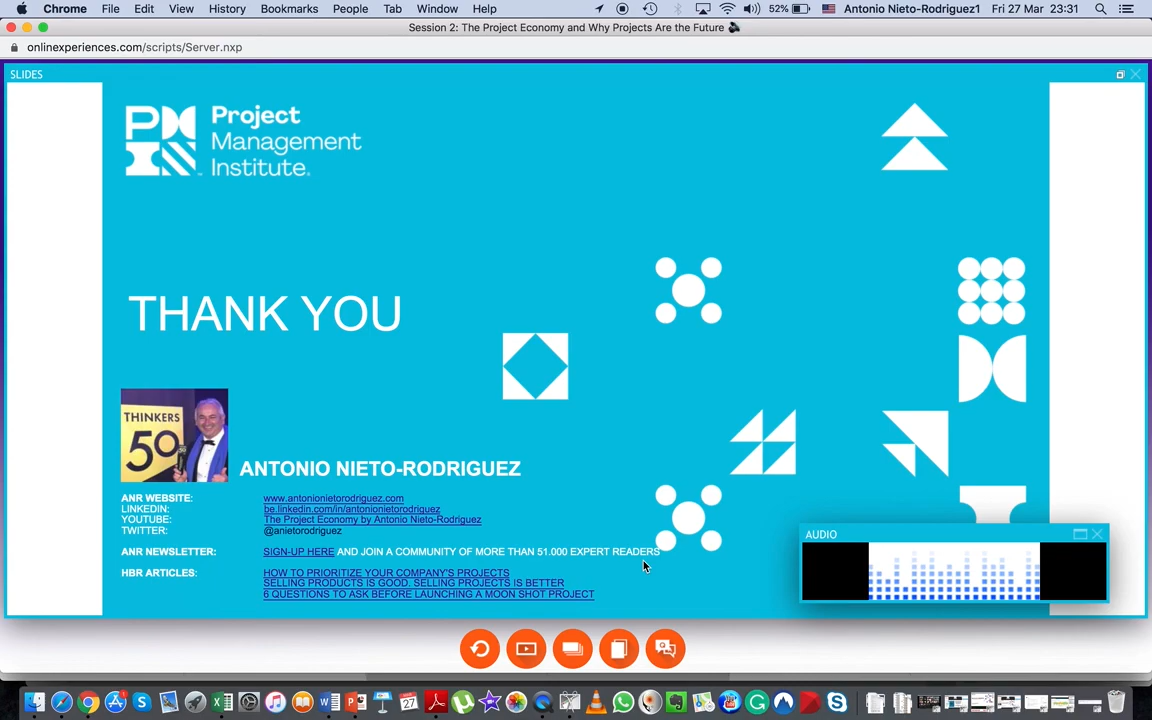 Chrome File Edit View History Bookmarks People Tab Window Help 52% Antonio Nieto-Rodriguez1 Fri 27 Mar 23:31
Session 2: The Project Economy and Why Projects Are the Future
onlinexperiences.com/scripts/Server.nxp
SLIDES
Project
Management
Institute.
THANK YOU
THINKERS
50
ANTONIO NIETO-RODRIGUEZ
ANR WEBSITE: www.antonionietorodriguez.com
LINKEDIN: be.linkedin.com/in/antonionietorodriguez
YOUTUBE: The Project Economy by Antonio Nieto-Rodriguez
TWITTER: @anietorodriguez
ANR NEWSLETTER: SIGN-UP HERE AND JOIN A COMMUNITY OF MORE THAN 51.000 EXPERT READERS
HBR ARTICLES: HOW TO PRIORITIZE YOUR COMPANY'S PROJECTS
SELLING PRODUCTS IS GOOD. SELLING PROJECTS IS BETTER
6 QUESTIONS TO ASK BEFORE LAUNCHING A MOON SHOT PROJECT
AUDIO